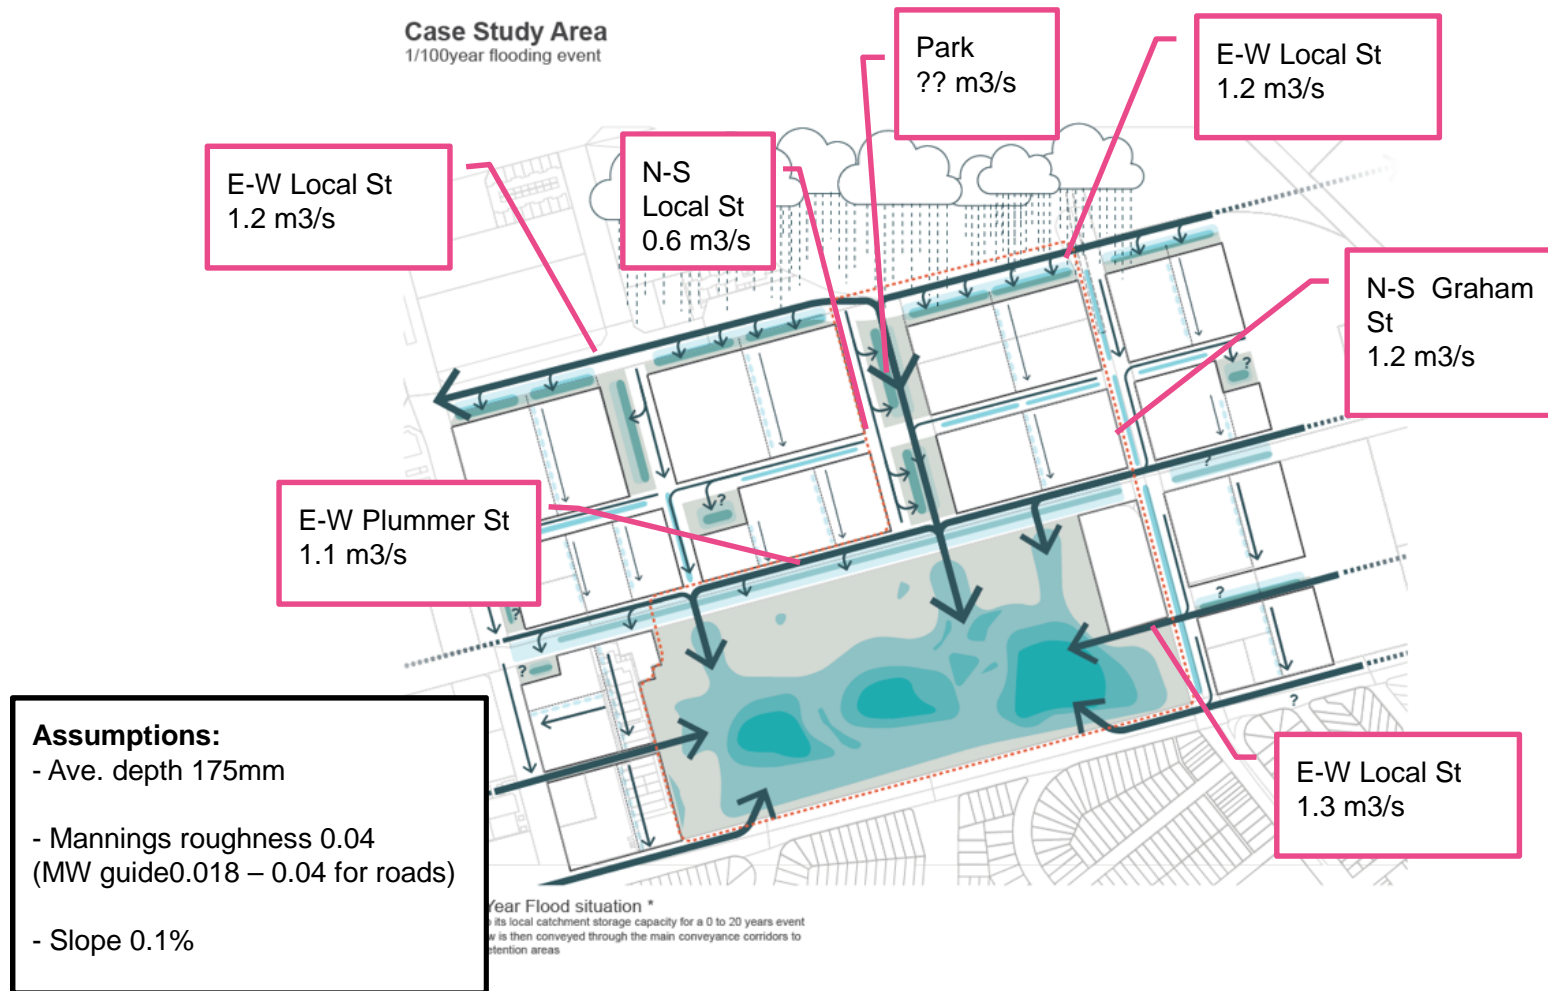 Case Study Area
1/100year flooding event
Park
?? m3/s
E-W Local St
1.2 m3/s
E-W Local St
1.2 m3/s
N-S
Local St
0.6 m3/s
N-S Graham
St
1.2 m3/s
?
?
?
E-W Plummer St
1.1 m3/s
?
?
?
?
?
E-W Local St
1.3 m3/s
Assumptions:
- Ave. depth 175mm
- Mannings roughness 0.04
(MW guide0.018 – 0.04 for roads)
- Slope 0.1%
Year Flood situation *
its local catchment storage capacity for a 0 to 20 years event
is then conveyed through the main conveyance corridors to
areas